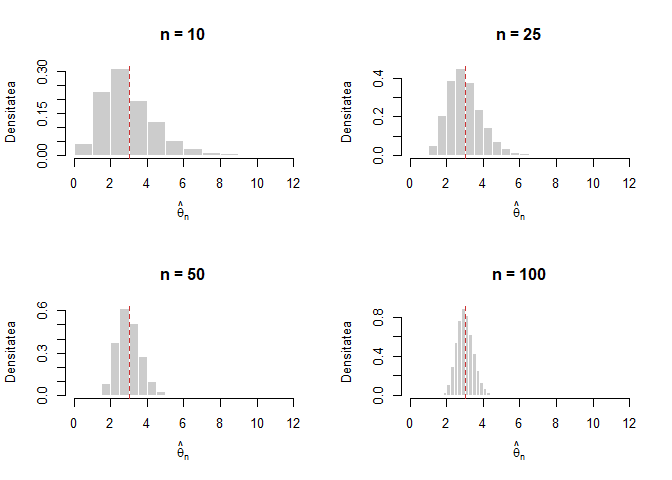 n = 10
Densitatea
0.00 0.15 0.30
0 2 4 6 8 10 12
θ̂n
n = 25
Densitatea
0.0 0.2 0.4
0 2 4 6 8 10 12
θ̂n
n = 50
Densitatea
0.0 0.3 0.6
0 2 4 6 8 10 12
θ̂n
n = 100
Densitatea
0.0 0.4 0.8
0 2 4 6 8 10 12
θ̂n